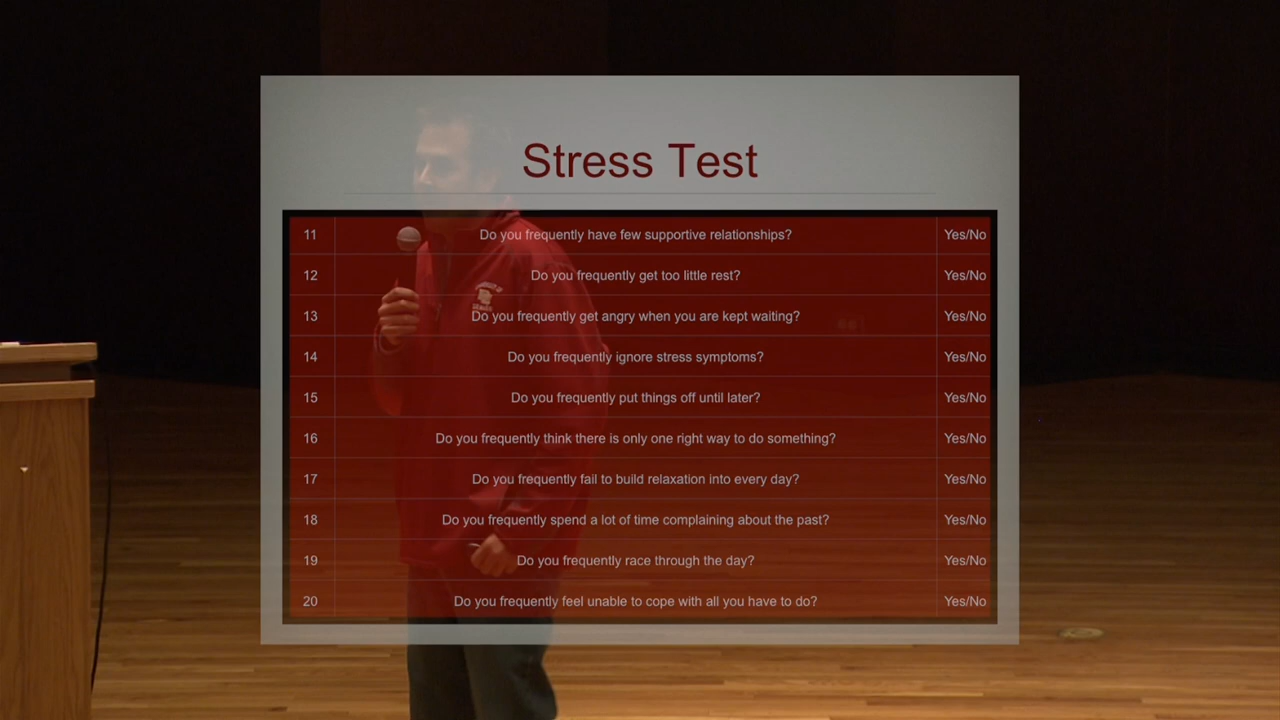 Stress Test
11 Do you frequently have few supportive relationships? Yes/No
12 Do you frequently get too little rest? Yes/No
13 Do you frequently get angry when you are kept waiting? Yes/No
14 Do you frequently ignore stress symptoms? Yes/No
15 Do you frequently put things off until later? Yes/No
16 Do you frequently think there is only one right way to do something? Yes/No
17 Do you frequently fail to build relaxation into every day? Yes/No
18 Do you frequently spend a lot of time complaining about the past? Yes/No
19 Do you frequently race through the day? Yes/No
20 Do you frequently feel unable to cope with all you have to do? Yes/No